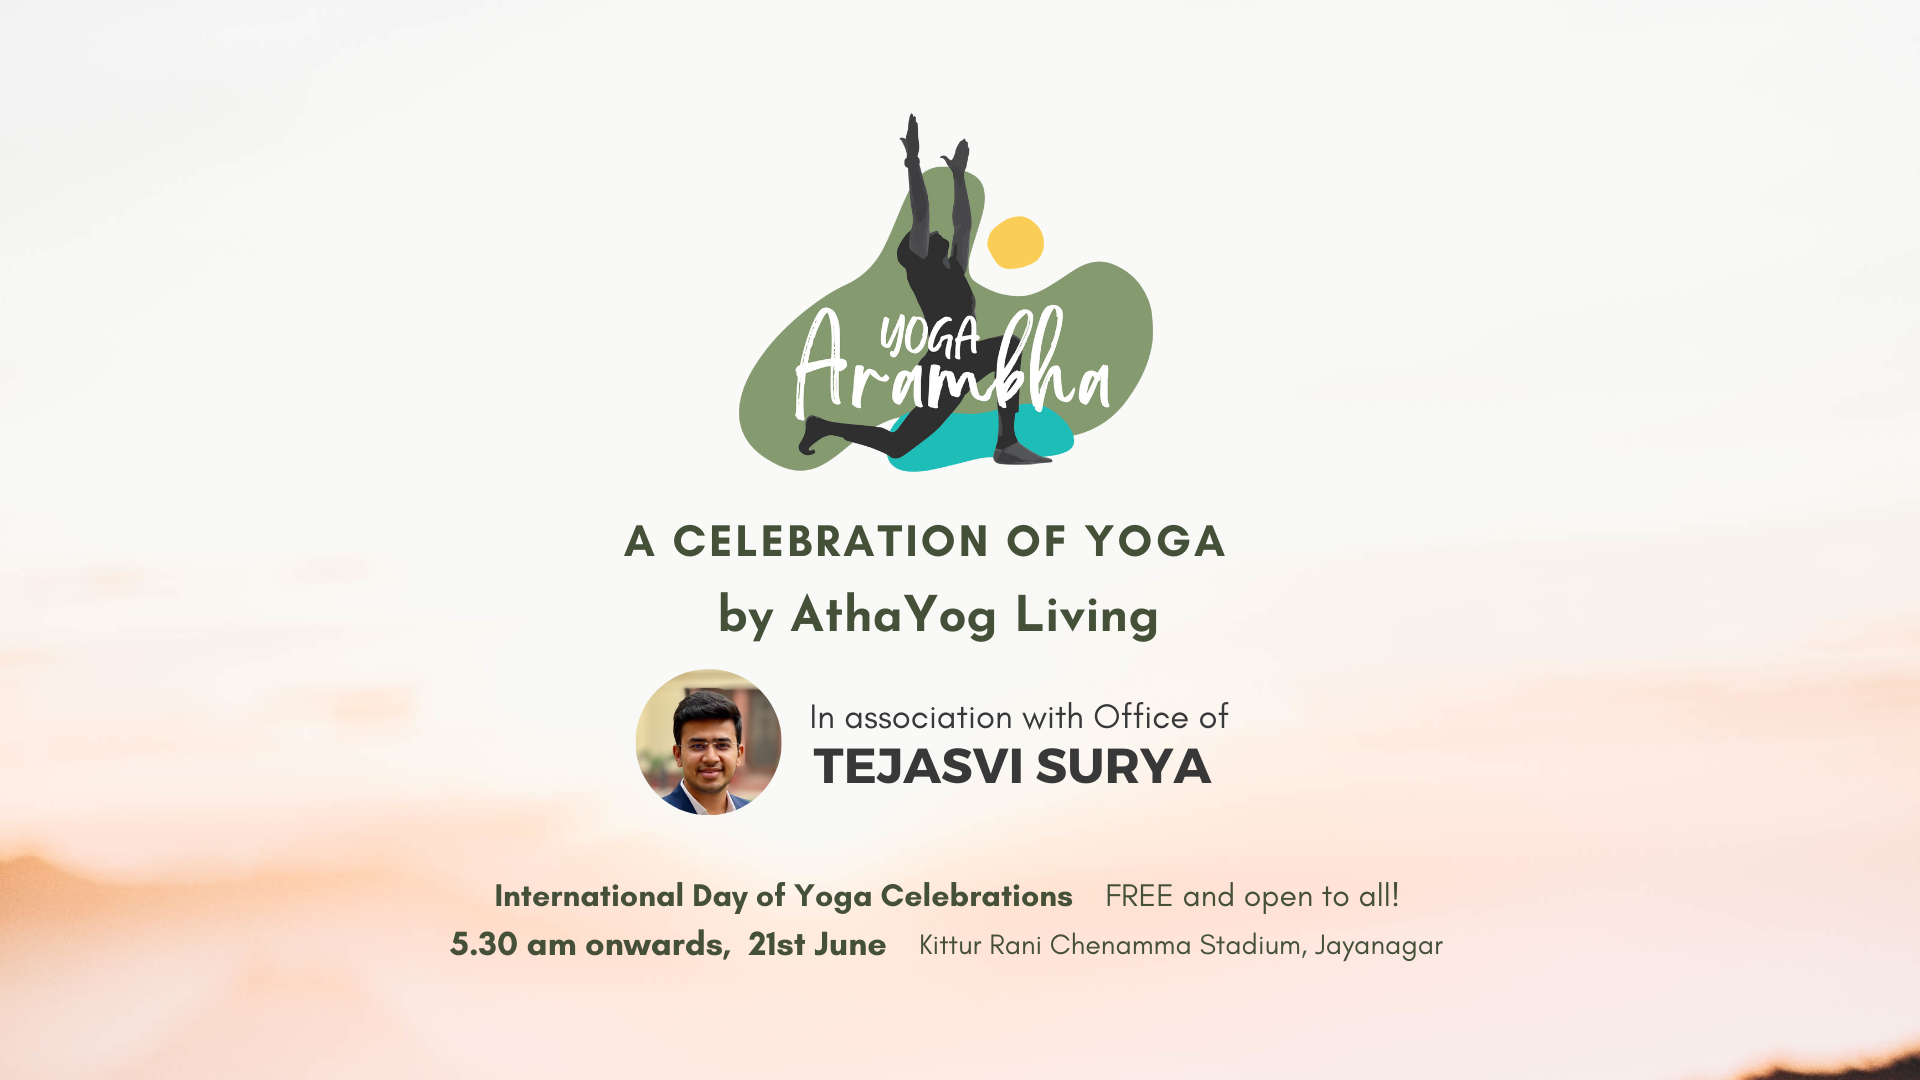 YOGA
Arambha
A CELEBRATION OF YOGA
by AthaYog Living
In association with Office of
TEJASVI SURYA
International Day of Yoga Celebrations FREE and open to all!
5.30 am onwards, 21st June Kittur Rani Chenamma Stadium, Jayanagar